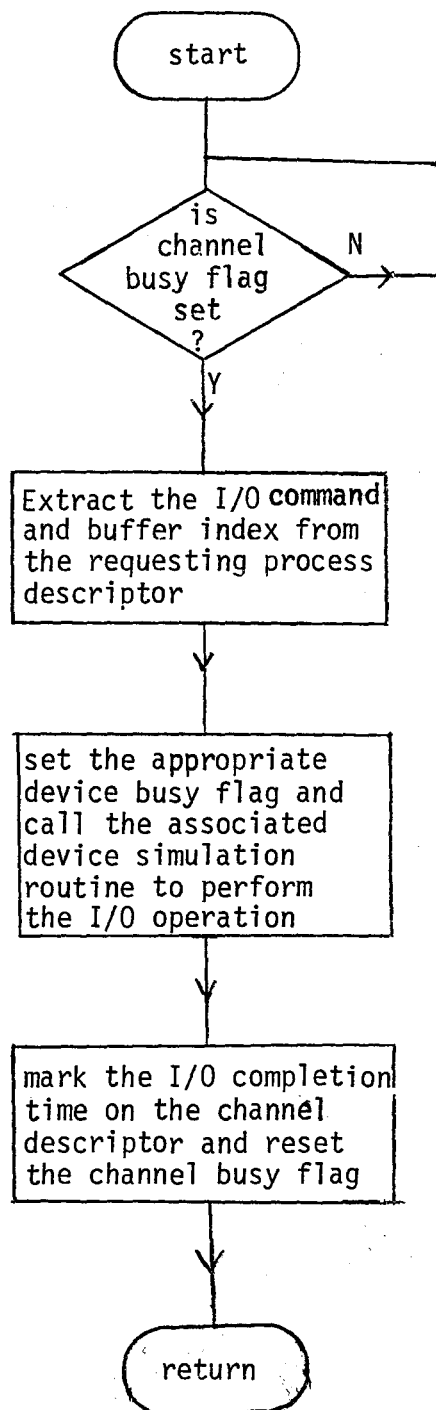 start
is
channel
busy flag
set
?
N
Y
Extract the I/O command
and buffer index from
the requesting process
descriptor
set the appropriate
device busy flag and
call the associated
device simulation
routine to perform
the I/O operation
mark the I/O completion
time on the channel
descriptor and reset
the channel busy flag
return